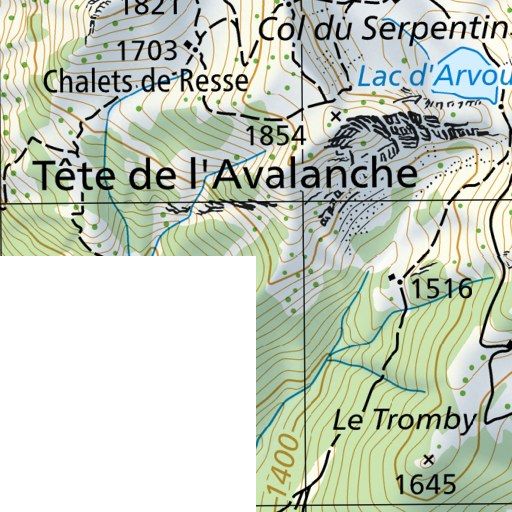 1821
Col du Serpentin
1703
Lac d'Arvou
Chalets de Resse
1854
Tête de l'Avalanche
1516
Le Tromby
1400
1645